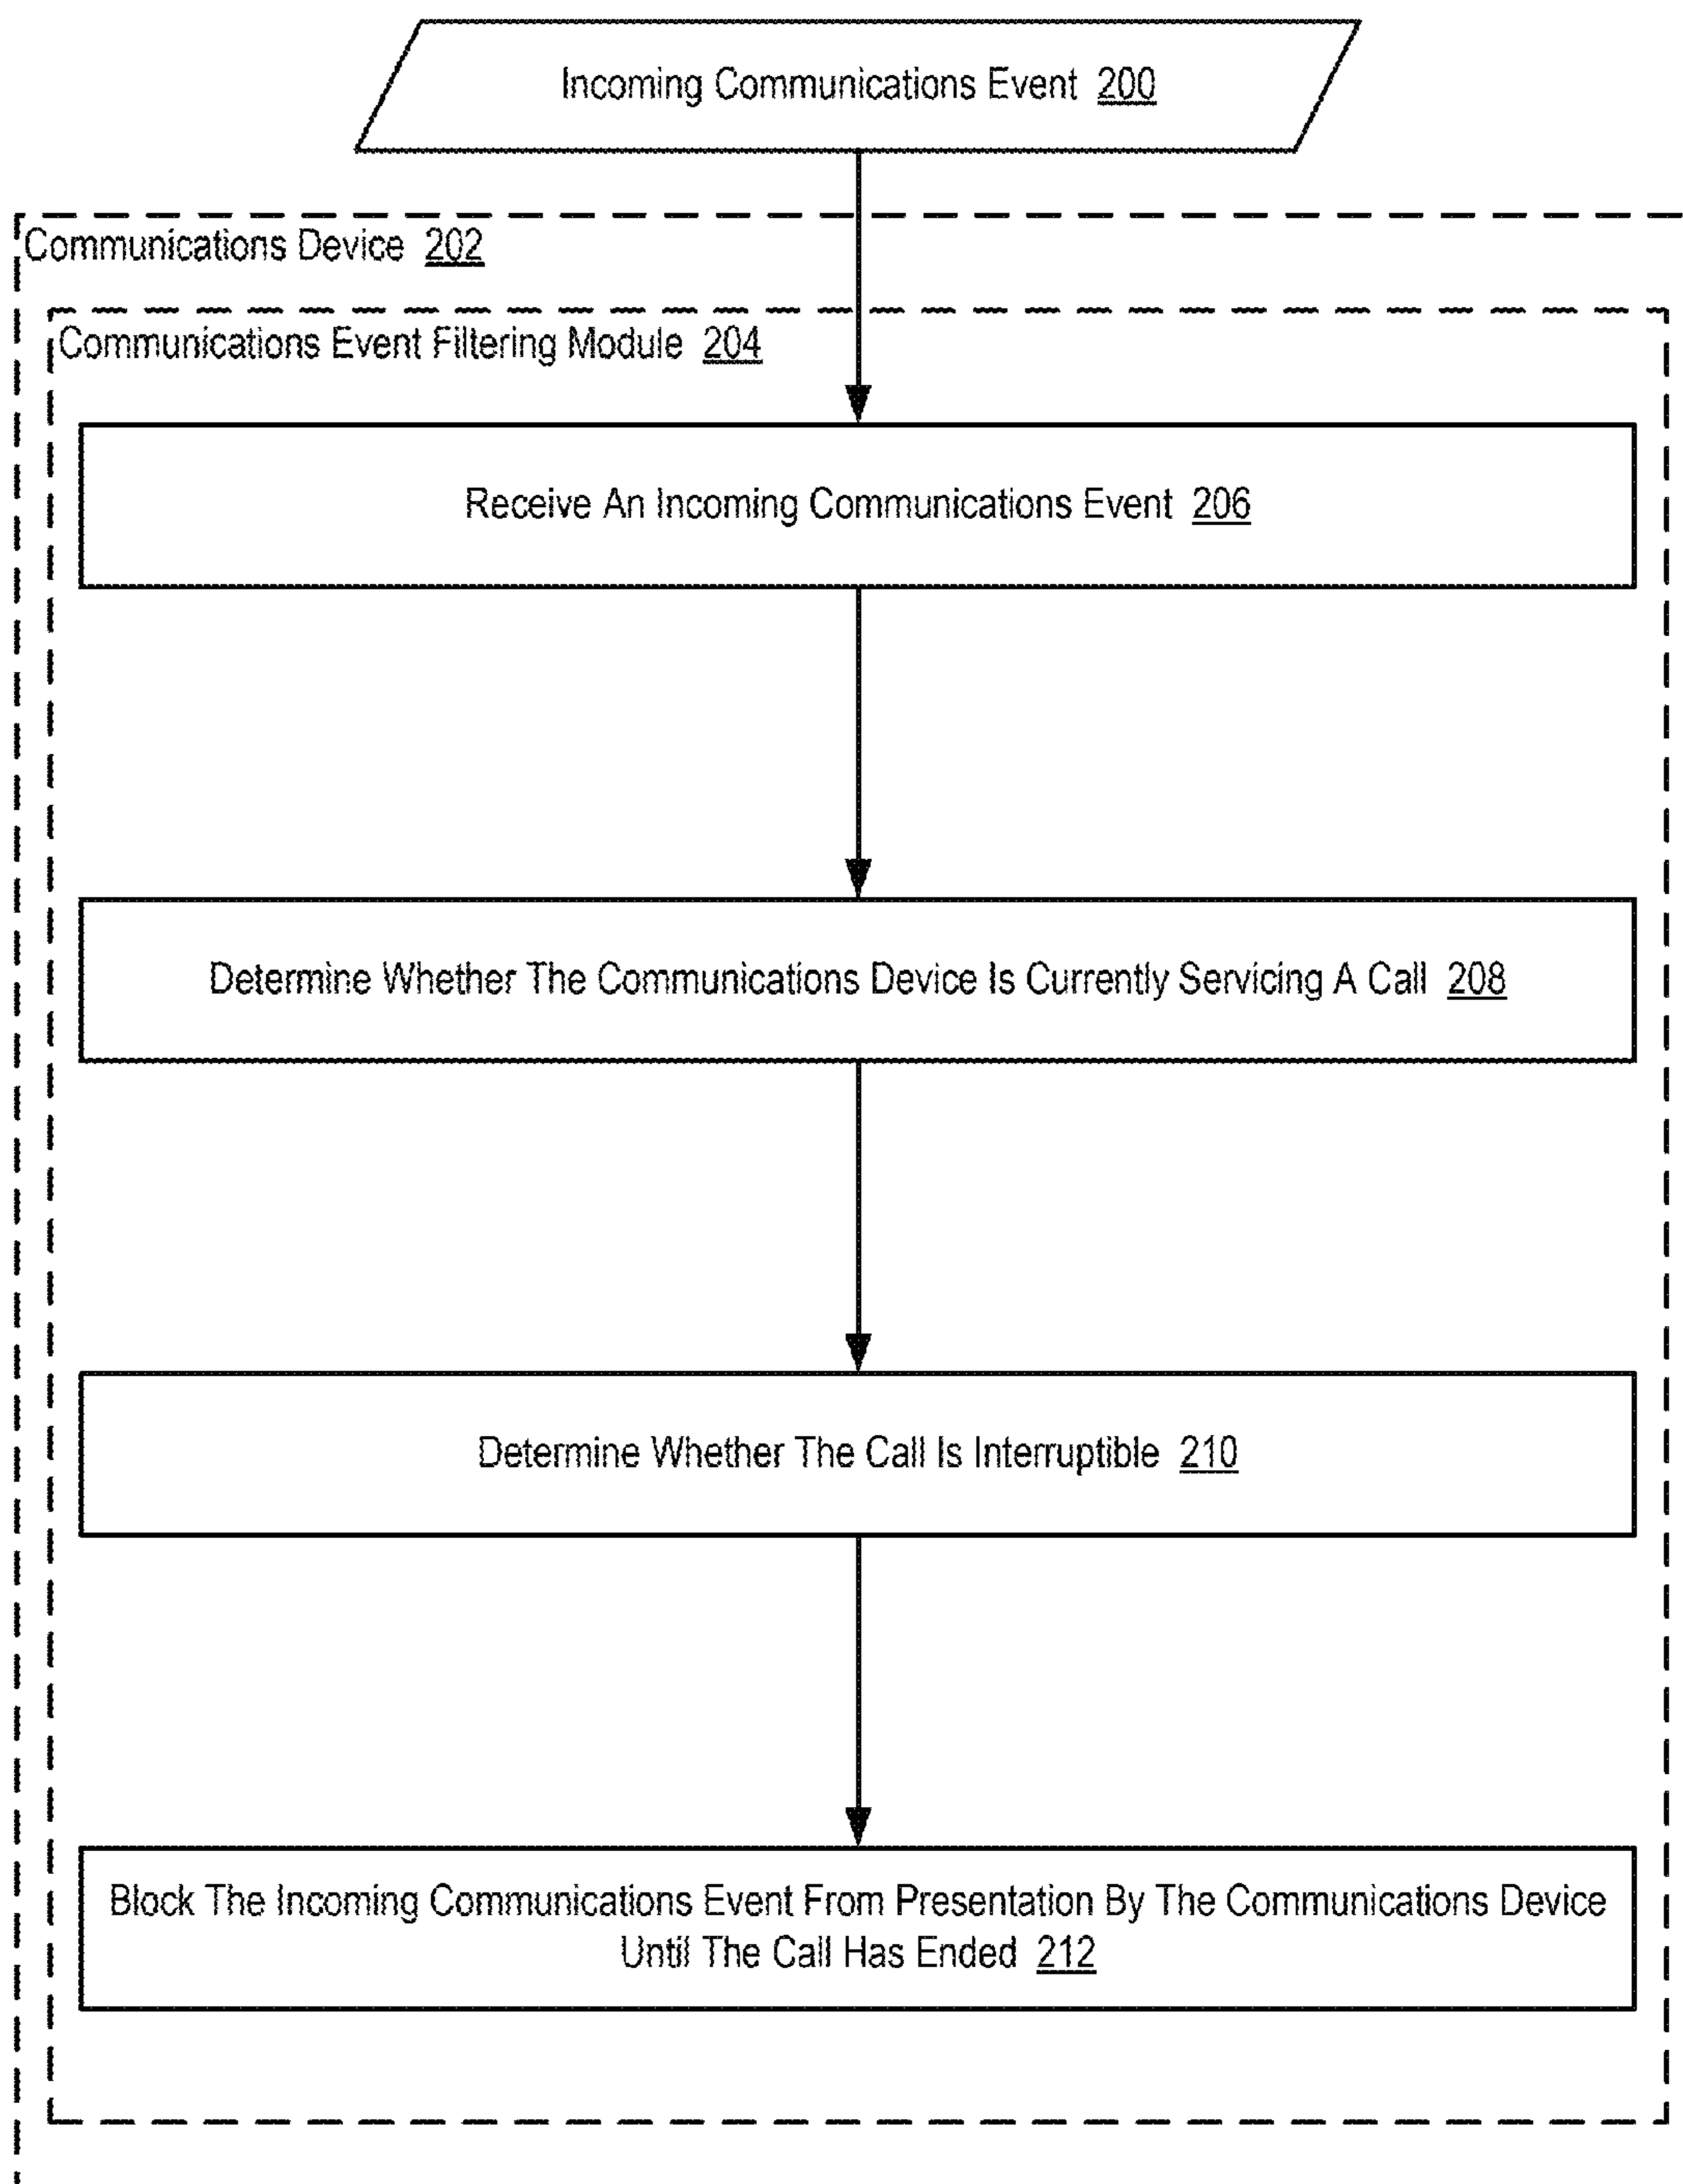 Incoming Communications Event 200
Communications Device 202
Communications Event Filtering Module 204
Receive An Incoming Communications Event 206
Determine Whether The Communications Device Is Currently Servicing A Call 208
Determine Whether The Call Is Interruptible 210
Block The Incoming Communications Event From Presentation By The Communications Device
Until The Call Has Ended 212